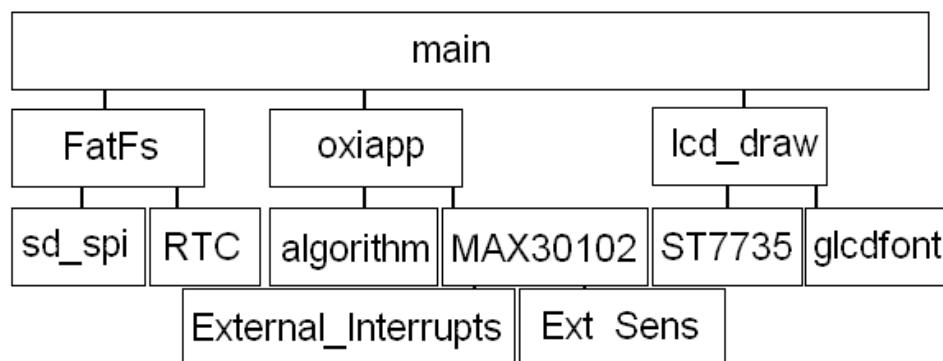 main
FatFs
oxiapp
lcd_draw
sd_spi
RTC
algorithm
MAX30102
ST7735
glcdfont
External_Interrupts
Ext Sens